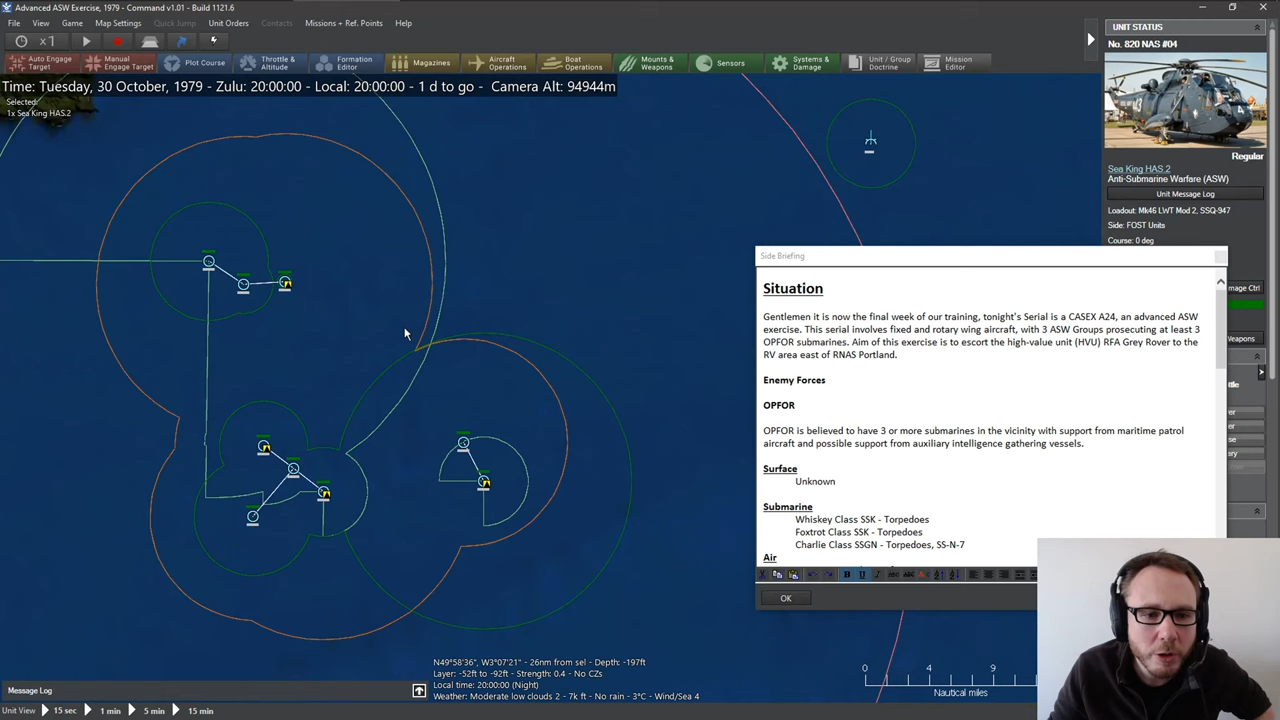 Advanced ASW Exercise, 1979 - Command v1.01 - Build 1121.6
File View Game Map Settings Quick Jump Unit Orders Contacts Missions + Ref. Points Help
x1
Auto Engage Target Manual Engage Target Plot Course Throttle & Altitude Formation Editor Magazines Aircraft Operations Boat Operations Mounts & Weapons Sensors Systems & Damage Unit / Group Doctrine Mission Editor
Time: Tuesday, 30 October, 1979 - Zulu: 20:00:00 - Local: 20:00:00 - 1 d to go - Camera Alt: 94944m
Selected:
1x Sea King HAS.2
UNIT STATUS
No. 820 NAS #04
Regular
Sea King HAS.2
Anti-Submarine Warfare (ASW)
Unit Message Log
Loadout: Mk46 LWT Mod 2, SSQ-947
Side: FOST Units
Course: 0 deg
Side Briefing
Situation
Gentlemen it is now the final week of our training, tonight's Serial is a CASEX A24, an advanced ASW
exercise. This serial involves fixed and rotary wing aircraft, with 3 ASW Groups prosecuting at least 3
OPFOR submarines. Aim of this exercise is to escort the high-value unit (HVU) RFA Grey Rover to the
RV area east of RNAS Portland.
Enemy Forces
OPFOR
OPFOR is believed to have 3 or more submarines in the vicinity with support from maritime patrol
aircraft and possible support from auxiliary intelligence gathering vessels.
Surface
Unknown
Submarine
Whiskey Class SSK - Torpedoes
Foxtrot Class SSK - Torpedoes
Charlie Class SSGN - Torpedoes, SS-N-7
Air
OK
N49°58'36", W3°07'21" - 26nm from sel - Depth: -197ft
Layer: -52ft to -92ft - Strength: 0.4 - No CZs
Local time: 20:00:00 (Night)
Weather: Moderate low clouds 2 - 7k ft - No rain - 3°C - Wind/Sea 4
0 4 9
Nautical miles
Message Log
Unit View 15 sec 1 min 5 min 15 min